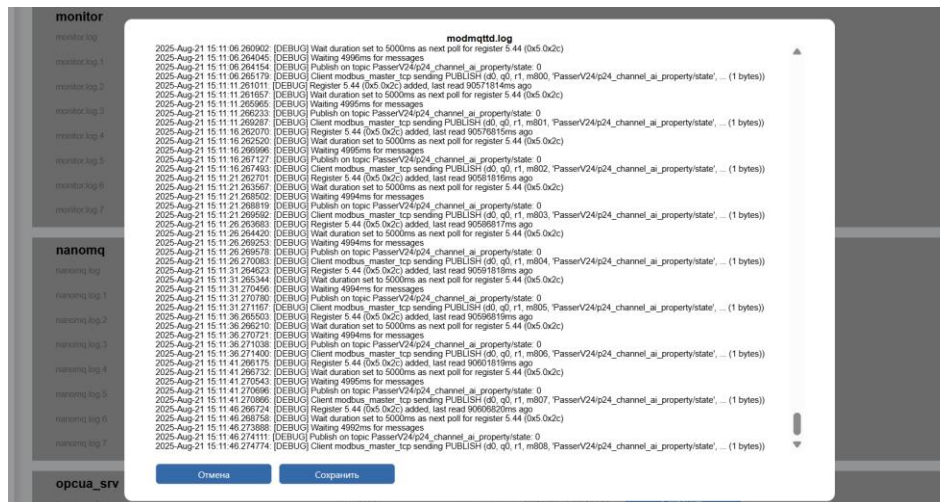 monitor
monitor.log
monitor.log.1
monitor.log.2
monitor.log.3
monitor.log.4
monitor.log.5
monitor.log.6
monitor.log.7
nanomq
nanomq.log
nanomq.log.1
nanomq.log.2
nanomq.log.3
nanomq.log.4
nanomq.log.5
nanomq.log.6
nanomq.log.7
opcua_srv
modmqttd.log
2025-Aug-21 15:11:06.260902: [DEBUG] Wait duration set to 5000ms as next poll for register 5.44 (0x5.0x2c)
2025-Aug-21 15:11:06.264045: [DEBUG] Waiting 4996ms for messages
2025-Aug-21 15:11:06.264154: [DEBUG] Publish on topic PasserV24/p24_channel_ai_property/state: 0
2025-Aug-21 15:11:06.265179: [DEBUG] Client modbus_master_tcp sending PUBLISH (d0, q0, r1, m800, 'PasserV24/p24_channel_ai_property/state', ... (1 bytes))
2025-Aug-21 15:11:11.261011: [DEBUG] Register 5.44 (0x5.0x2c) added, last read 90571814ms ago
2025-Aug-21 15:11:11.261657: [DEBUG] Wait duration set to 5000ms as next poll for register 5.44 (0x5.0x2c)
2025-Aug-21 15:11:11.265965: [DEBUG] Waiting 4995ms for messages
2025-Aug-21 15:11:11.266233: [DEBUG] Publish on topic PasserV24/p24_channel_ai_property/state: 0
2025-Aug-21 15:11:11.269287: [DEBUG] Client modbus_master_tcp sending PUBLISH (d0, q0, r1, m801, 'PasserV24/p24_channel_ai_property/state', ... (1 bytes))
2025-Aug-21 15:11:16.262070: [DEBUG] Register 5.44 (0x5.0x2c) added, last read 90576815ms ago
2025-Aug-21 15:11:16.262520: [DEBUG] Wait duration set to 5000ms as next poll for register 5.44 (0x5.0x2c)
2025-Aug-21 15:11:16.266996: [DEBUG] Waiting 4995ms for messages
2025-Aug-21 15:11:16.267127: [DEBUG] Publish on topic PasserV24/p24_channel_ai_property/state: 0
2025-Aug-21 15:11:16.267493: [DEBUG] Client modbus_master_tcp sending PUBLISH (d0, q0, r1, m802, 'PasserV24/p24_channel_ai_property/state', ... (1 bytes))
2025-Aug-21 15:11:21.262701: [DEBUG] Register 5.44 (0x5.0x2c) added, last read 90581816ms ago
2025-Aug-21 15:11:21.263567: [DEBUG] Wait duration set to 5000ms as next poll for register 5.44 (0x5.0x2c)
2025-Aug-21 15:11:21.268502: [DEBUG] Waiting 4994ms for messages
2025-Aug-21 15:11:21.268819: [DEBUG] Publish on topic PasserV24/p24_channel_ai_property/state: 0
2025-Aug-21 15:11:21.269592: [DEBUG] Client modbus_master_tcp sending PUBLISH (d0, q0, r1, m803, 'PasserV24/p24_channel_ai_property/state', ... (1 bytes))
2025-Aug-21 15:11:26.263683: [DEBUG] Register 5.44 (0x5.0x2c) added, last read 90586817ms ago
2025-Aug-21 15:11:26.264420: [DEBUG] Wait duration set to 5000ms as next poll for register 5.44 (0x5.0x2c)
2025-Aug-21 15:11:26.269253: [DEBUG] Waiting 4994ms for messages
2025-Aug-21 15:11:26.269578: [DEBUG] Publish on topic PasserV24/p24_channel_ai_property/state: 0
2025-Aug-21 15:11:26.270083: [DEBUG] Client modbus_master_tcp sending PUBLISH (d0, q0, r1, m804, 'PasserV24/p24_channel_ai_property/state', ... (1 bytes))
2025-Aug-21 15:11:31.264623: [DEBUG] Register 5.44 (0x5.0x2c) added, last read 90591818ms ago
2025-Aug-21 15:11:31.265344: [DEBUG] Wait duration set to 5000ms as next poll for register 5.44 (0x5.0x2c)
2025-Aug-21 15:11:31.270456: [DEBUG] Waiting 4994ms for messages
2025-Aug-21 15:11:31.270780: [DEBUG] Publish on topic PasserV24/p24_channel_ai_property/state: 0
2025-Aug-21 15:11:31.271167: [DEBUG] Client modbus_master_tcp sending PUBLISH (d0, q0, r1, m805, 'PasserV24/p24_channel_ai_property/state', ... (1 bytes))
2025-Aug-21 15:11:36.265503: [DEBUG] Register 5.44 (0x5.0x2c) added, last read 90596819ms ago
2025-Aug-21 15:11:36.266210: [DEBUG] Wait duration set to 5000ms as next poll for register 5.44 (0x5.0x2c)
2025-Aug-21 15:11:36.270721: [DEBUG] Waiting 4994ms for messages
2025-Aug-21 15:11:36.271038: [DEBUG] Publish on topic PasserV24/p24_channel_ai_property/state: 0
2025-Aug-21 15:11:36.271400: [DEBUG] Client modbus_master_tcp sending PUBLISH (d0, q0, r1, m806, 'PasserV24/p24_channel_ai_property/state', ... (1 bytes))
2025-Aug-21 15:11:41.266175: [DEBUG] Register 5.44 (0x5.0x2c) added, last read 90601819ms ago
2025-Aug-21 15:11:41.266732: [DEBUG] Wait duration set to 5000ms as next poll for register 5.44 (0x5.0x2c)
2025-Aug-21 15:11:41.270543: [DEBUG] Waiting 4995ms for messages
2025-Aug-21 15:11:41.270696: [DEBUG] Publish on topic PasserV24/p24_channel_ai_property/state: 0
2025-Aug-21 15:11:41.270866: [DEBUG] Client modbus_master_tcp sending PUBLISH (d0, q0, r1, m807, 'PasserV24/p24_channel_ai_property/state', ... (1 bytes))
2025-Aug-21 15:11:46.266724: [DEBUG] Register 5.44 (0x5.0x2c) added, last read 90606820ms ago
2025-Aug-21 15:11:46.268758: [DEBUG] Wait duration set to 5000ms as next poll for register 5.44 (0x5.0x2c)
2025-Aug-21 15:11:46.273888: [DEBUG] Waiting 4992ms for messages
2025-Aug-21 15:11:46.274111: [DEBUG] Publish on topic PasserV24/p24_channel_ai_property/state: 0
2025-Aug-21 15:11:46.274774: [DEBUG] Client modbus_master_tcp sending PUBLISH (d0, q0, r1, m808, 'PasserV24/p24_channel_ai_property/state', ... (1 bytes))
Отмена
Сохранить